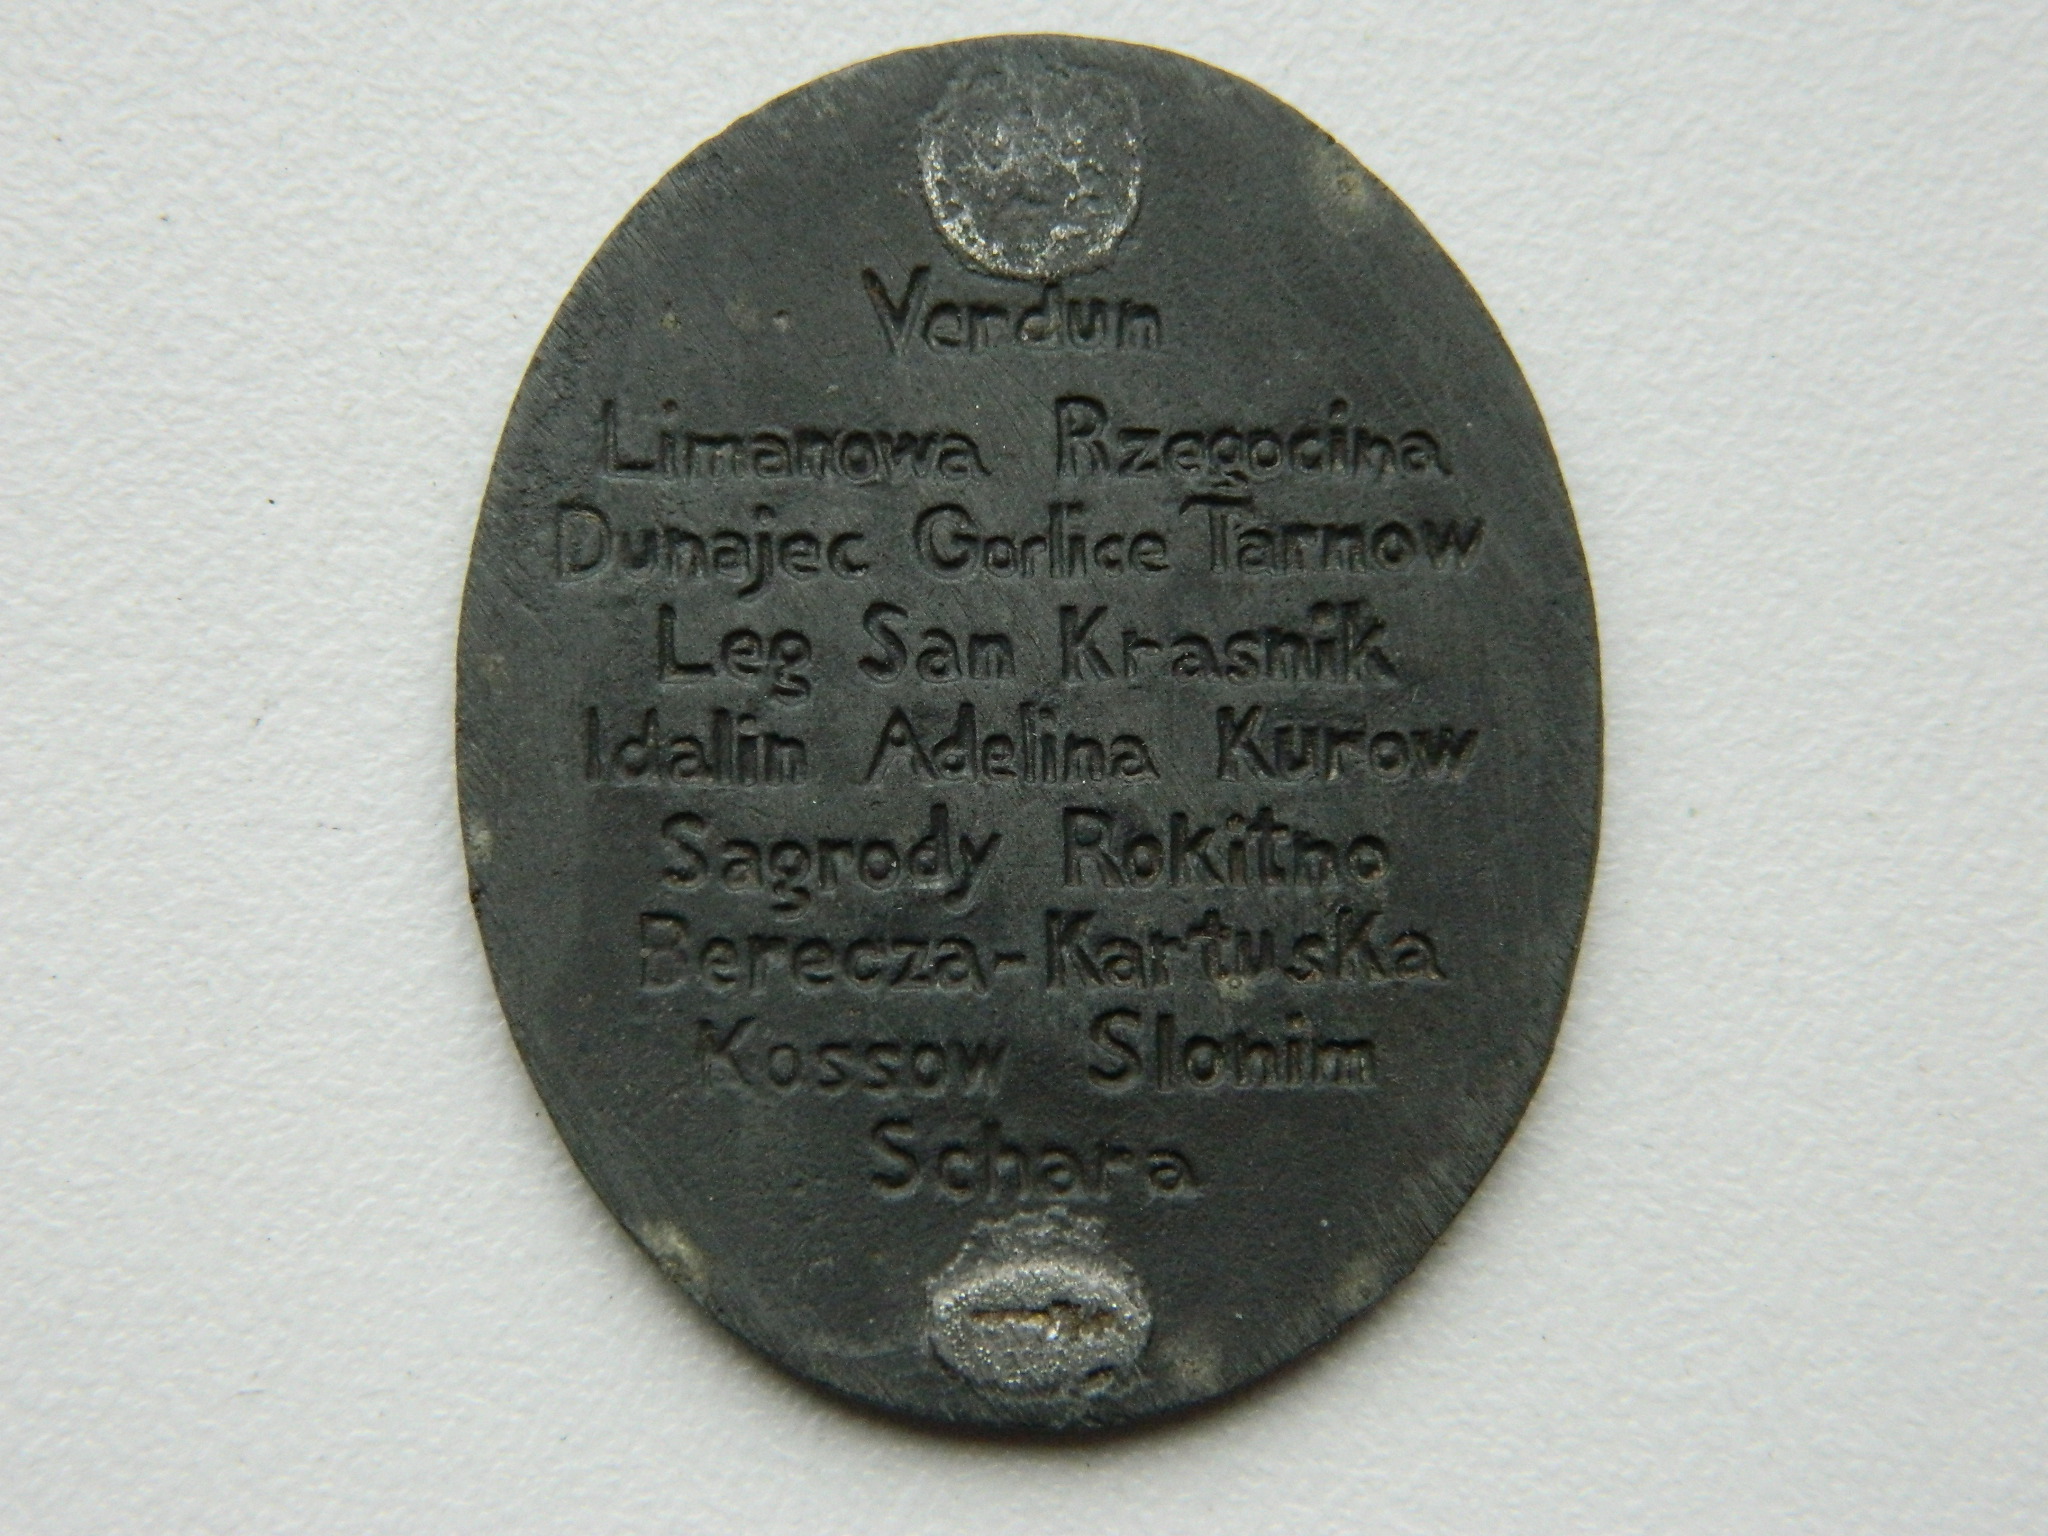 Verdun
Limanowa Rzegocina
Dunajec Gorlice Tarnow
Leg San Krasnik
Idalin Adelina Kurow
Sagrody Rokitno
Berecza-Kartuska
Kossow Slonim
Schara